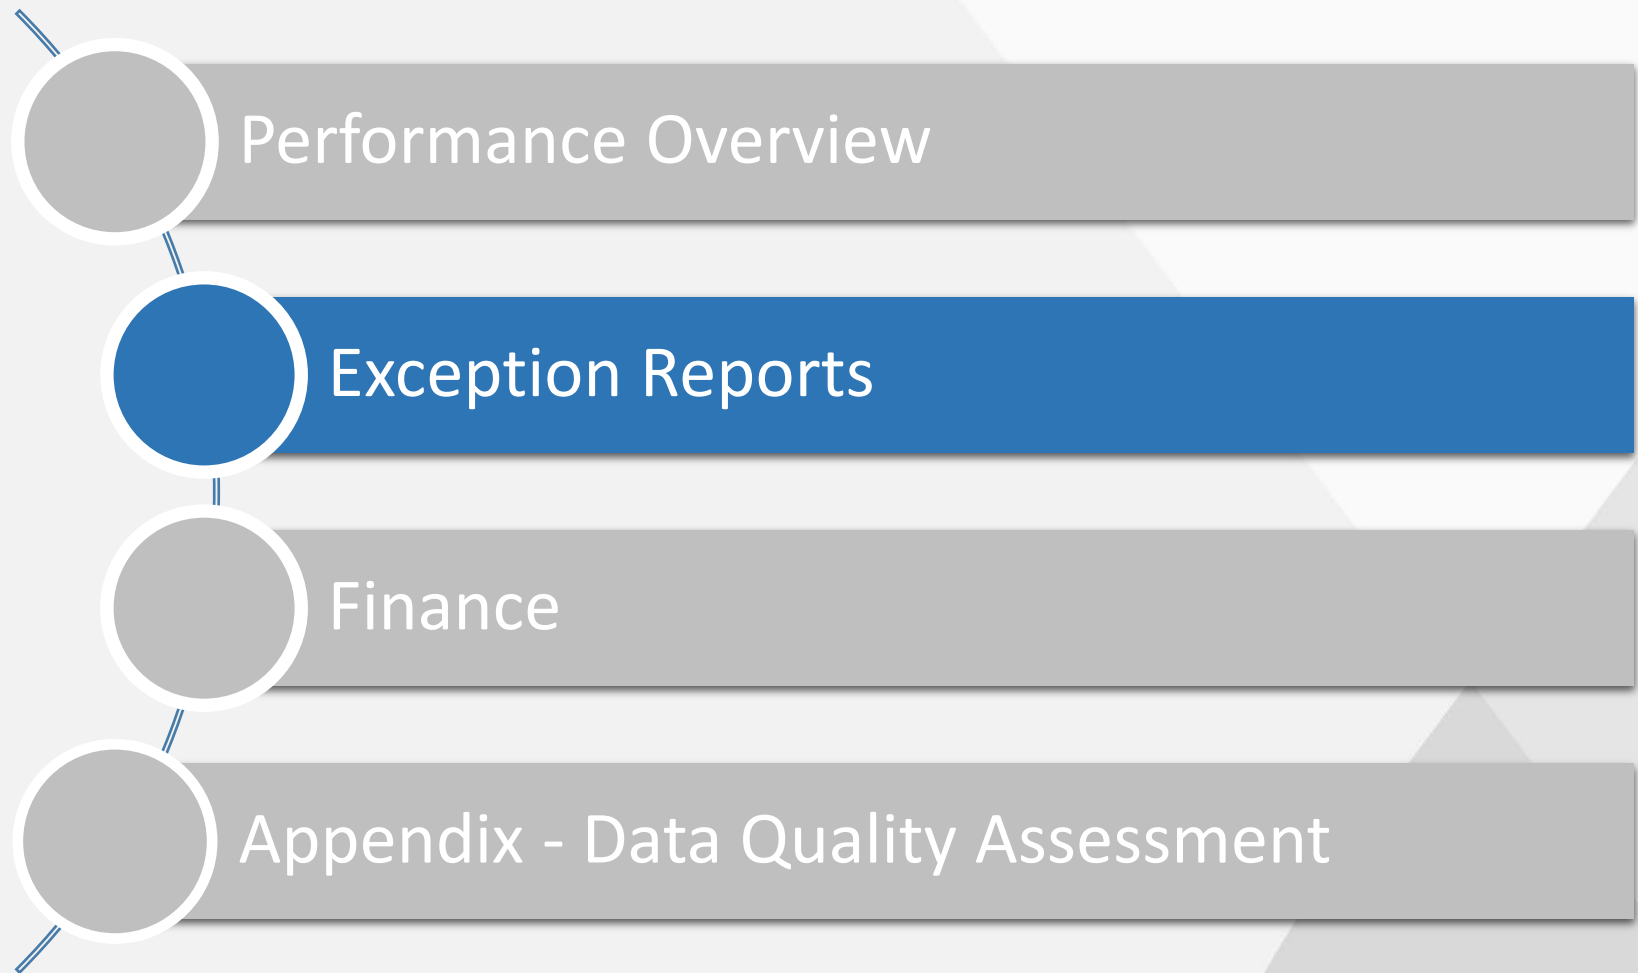 Performance Overview
Exception Reports
Finance
Appendix - Data Quality Assessment